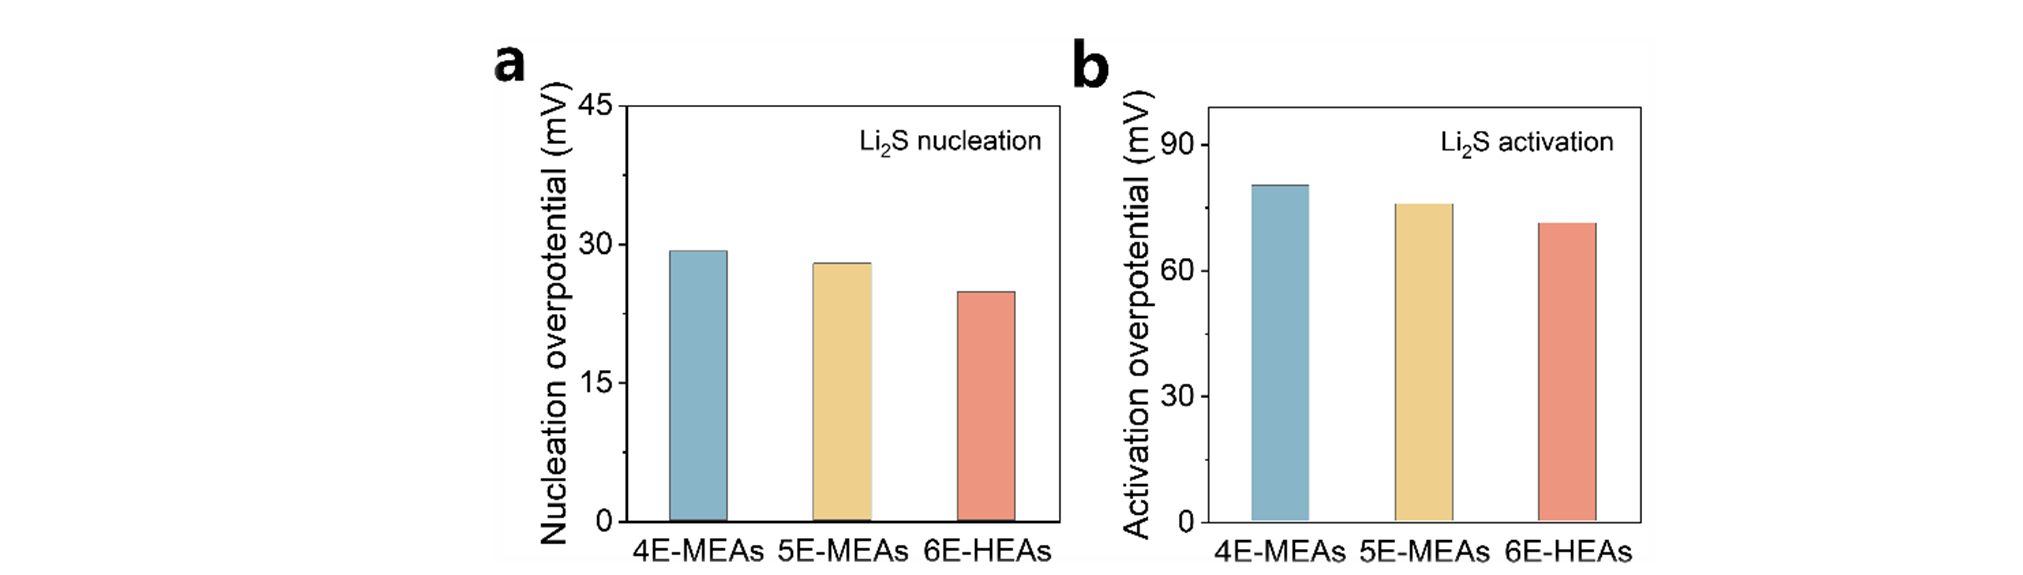 a
Nucleation overpotential (mV)
45
30
15
0
Li₂S nucleation
4E-MEAs 5E-MEAs 6E-HEAs
b
Activation overpotential (mV)
90
60
30
0
Li₂S activation
4E-MEAs 5E-MEAs 6E-HEAs